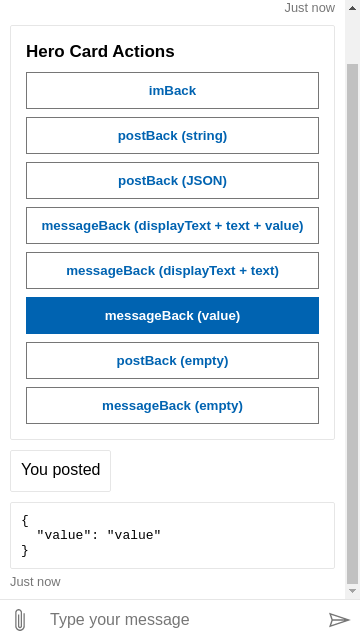 Just now
Hero Card Actions
imBack
postBack (string)
postBack (JSON)
messageBack (displayText + text + value)
messageBack (displayText + text)
messageBack (value)
postBack (empty)
messageBack (empty)
You posted
{
  "value": "value"
}
Just now
Type your message